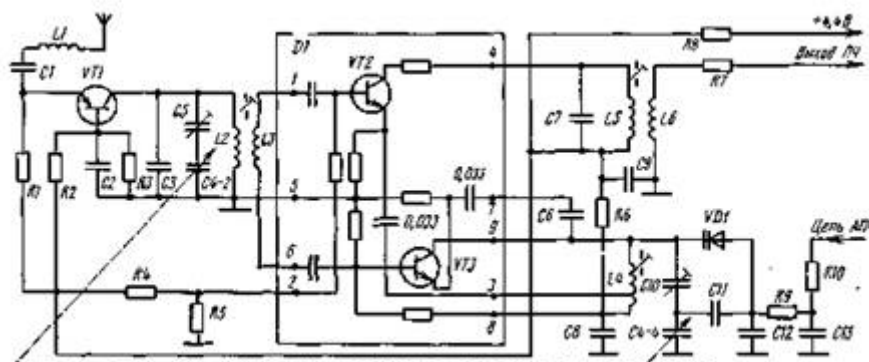 +4,4В
L1
D1
R8
C1
VT1
VT2
4
Выход ПЧ
R7
1
C5
L2
L3
C7
L5
L6
R1
R2
C2
R3
C3
C4-2
C9
0,033
5
7
C6
R6
VD1
Цепь АП
0,033
9
6
2
VT3
L4
C10
R10
R4
3
C11
R9
R5
8
C8
C4-4
C12
C13